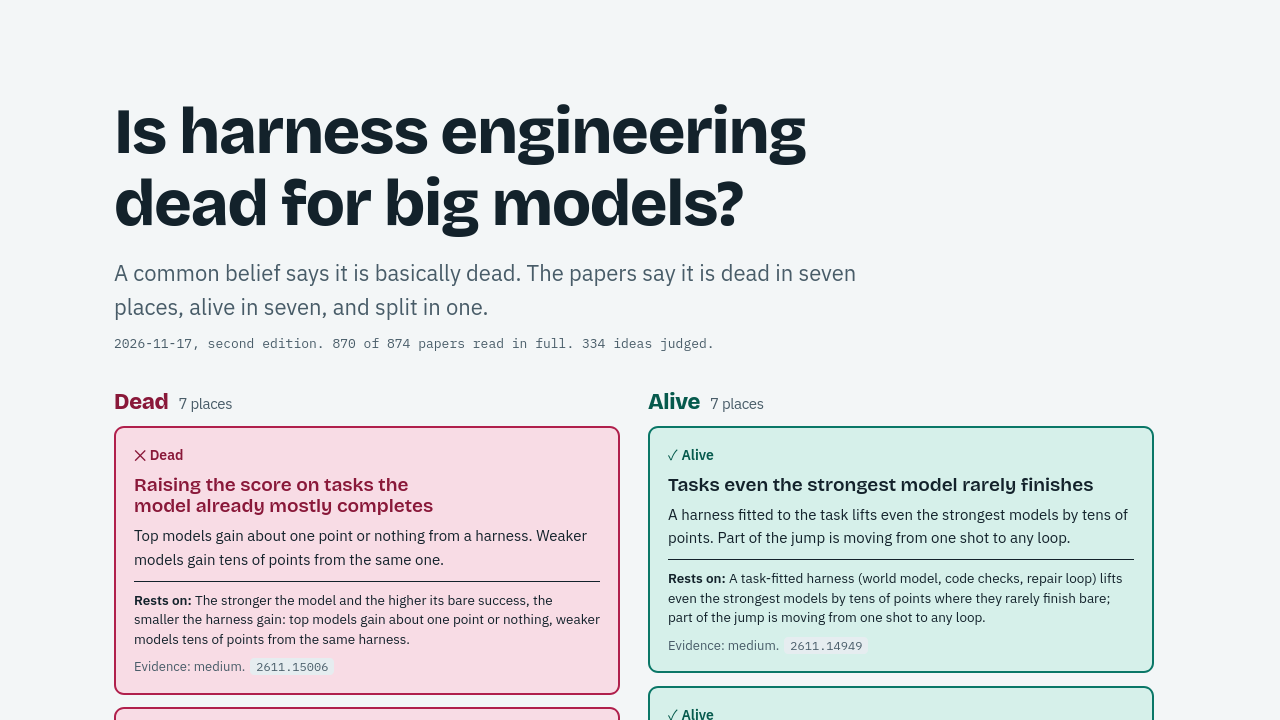 Is harness engineering
dead for big models?
A common belief says it is basically dead. The papers say it is dead in seven
places, alive in seven, and split in one.
2026-11-17, second edition. 870 of 874 papers read in full. 334 ideas judged.
Dead 7 places
✕ Dead
Raising the score on tasks the
model already mostly completes
Top models gain about one point or nothing from a harness. Weaker
models gain tens of points from the same one.
Rests on: The stronger the model and the higher its bare success, the
smaller the harness gain: top models gain about one point or nothing, weaker
models tens of points from the same harness.
Evidence: medium. 2611.15006
Alive 7 places
✓ Alive
Tasks even the strongest model rarely finishes
A harness fitted to the task lifts even the strongest models by tens of
points. Part of the jump is moving from one shot to any loop.
Rests on: A task-fitted harness (world model, code checks, repair loop) lifts
even the strongest models by tens of points where they rarely finish bare;
part of the jump is moving from one shot to any loop.
Evidence: medium. 2611.14949
✓ Alive